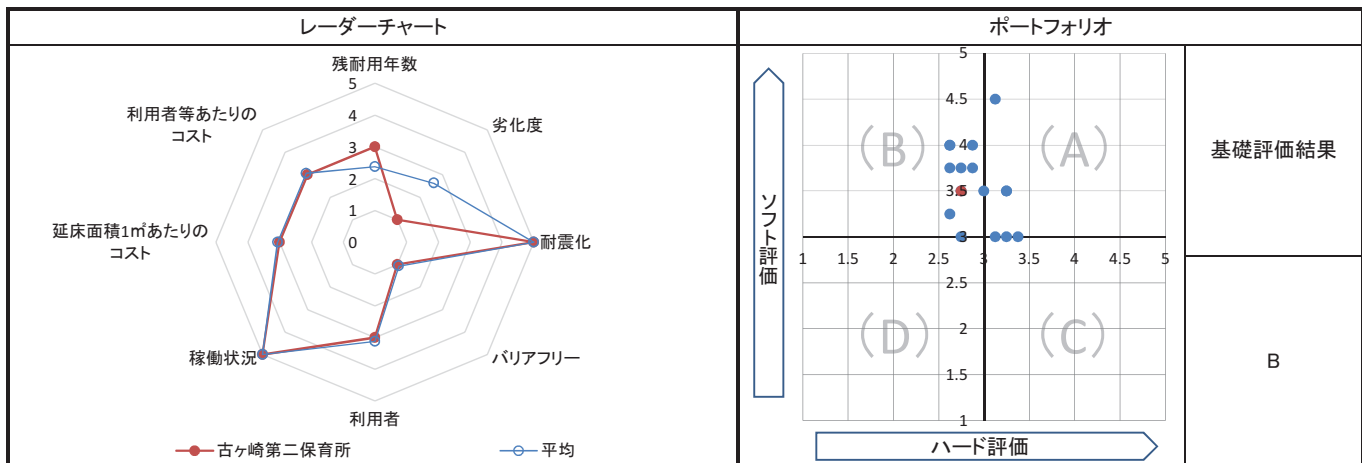 レーダーチャート
残耐用年数
劣化度
耐震化
バリアフリー
利用者
稼働状況
延床面積1㎡あたりの
コスト
利用者等あたりの
コスト
5
4
3
2
1
0
古ヶ崎第二保育所
平均
ポートフォリオ
ソフト評価
5
4.5
4
3.5
3
2.5
2
1.5
1
1 1.5 2 2.5 3 3.5 4 4.5 5
(B)
(A)
(D)
(C)
ハード評価
基礎評価結果
B